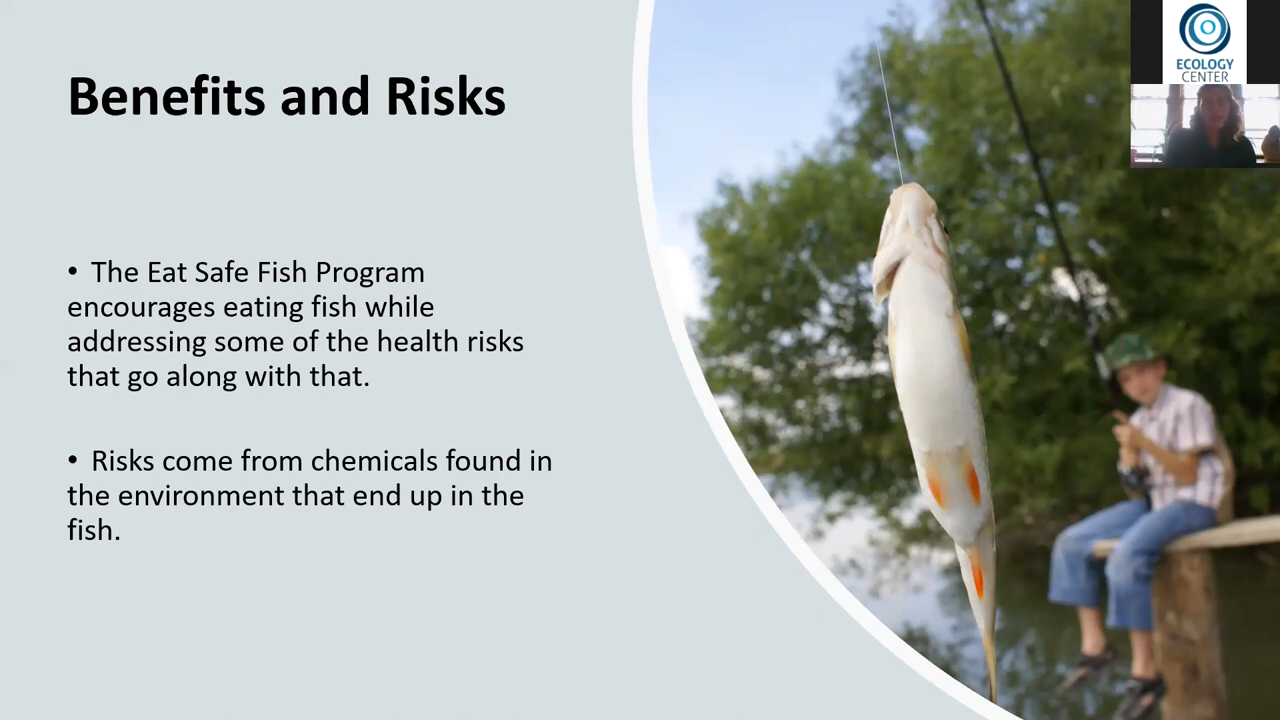 Benefits and Risks
• The Eat Safe Fish Program
encourages eating fish while
addressing some of the health risks
that go along with that.
• Risks come from chemicals found in
the environment that end up in the
fish.
ECOLOGY
CENTER